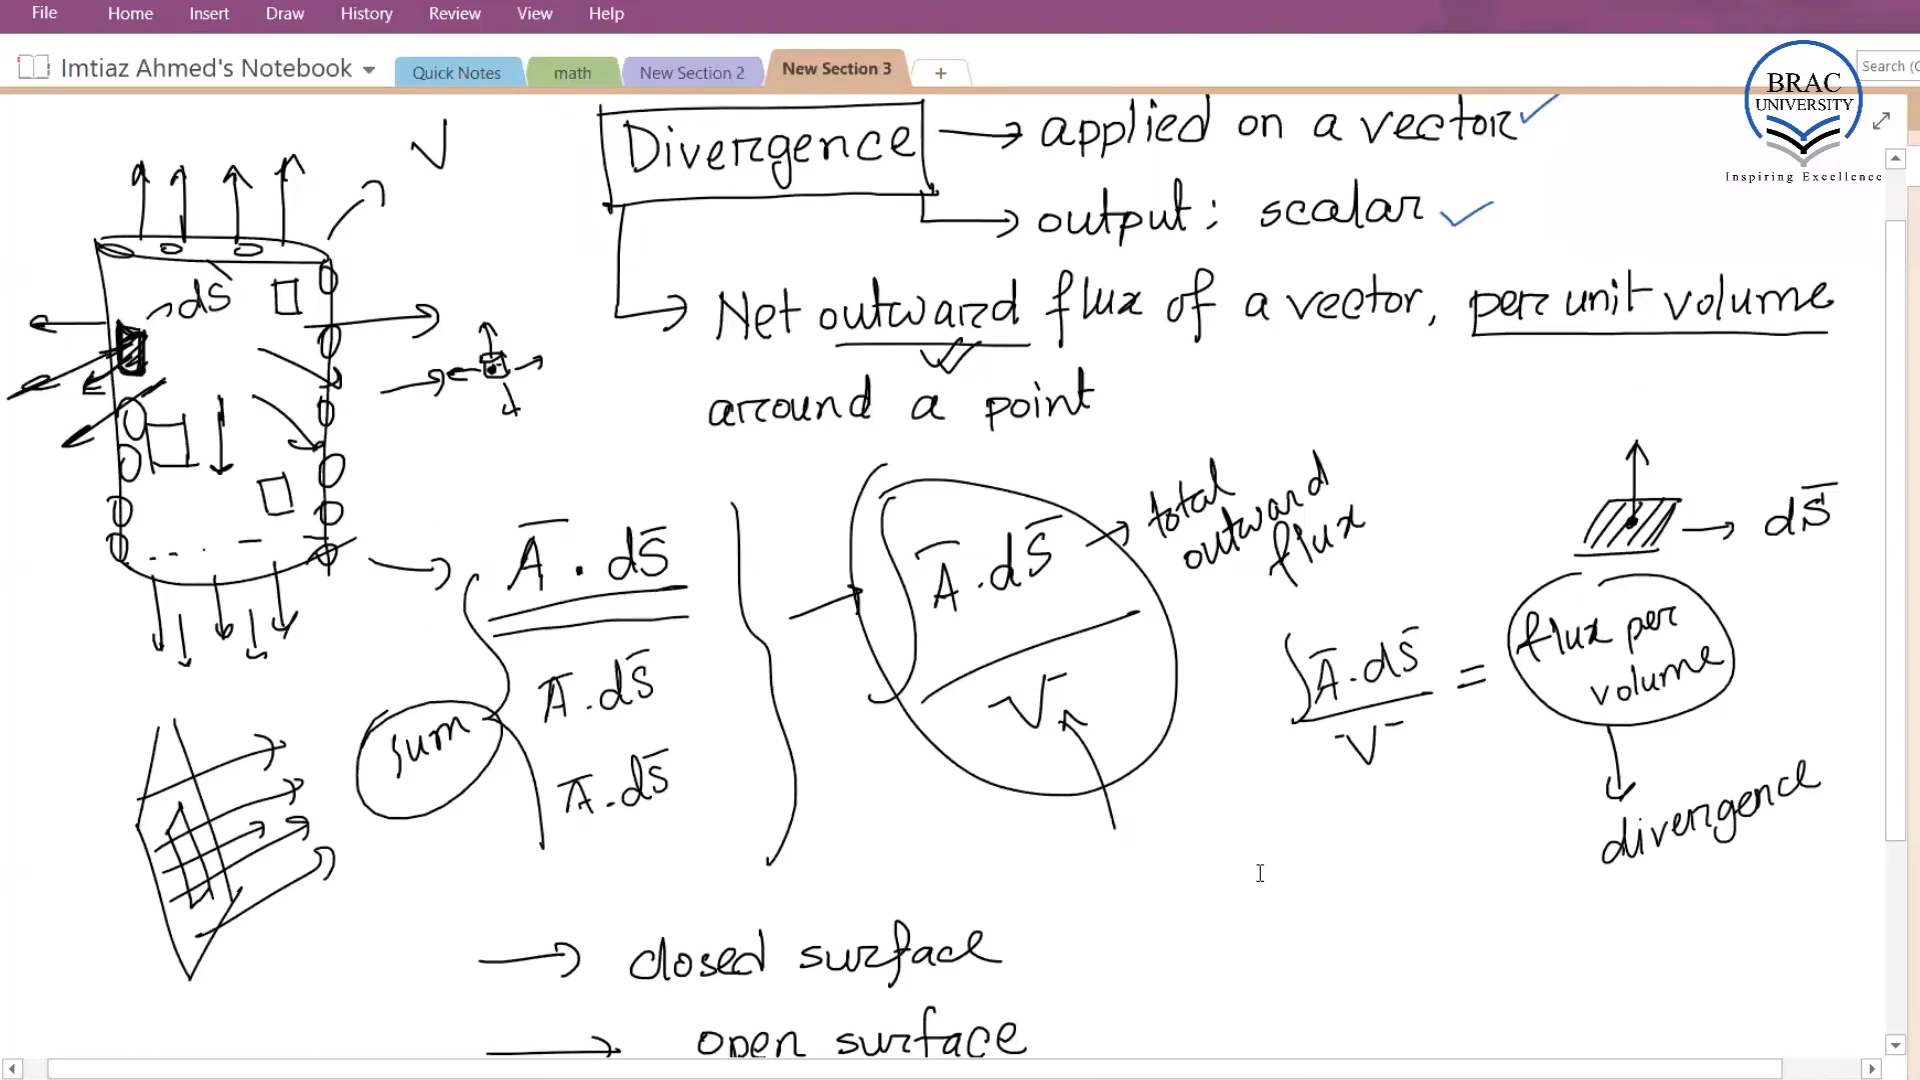 File Home Insert Draw History Review View Help
Imtiaz Ahmed's Notebook
Quick Notes math New Section 2 New Section 3 +
Search (
BRAC
UNIVERSITY
Inspiring Excellence
Divergence → applied on a vector ✓
→ output : scalar ✓
→ Net outward flux of a vector, per unit volume
around a point
V
dS
A̅ . dS̅
A̅ . dS̅
A̅ . dS̅
sum
∫ A̅ . dS̅ → total
outward
flux
V
→ dS̅
∫ A̅ . dS̅
V
=
flux per
volume
divergence
→ closed surface
→ open surface